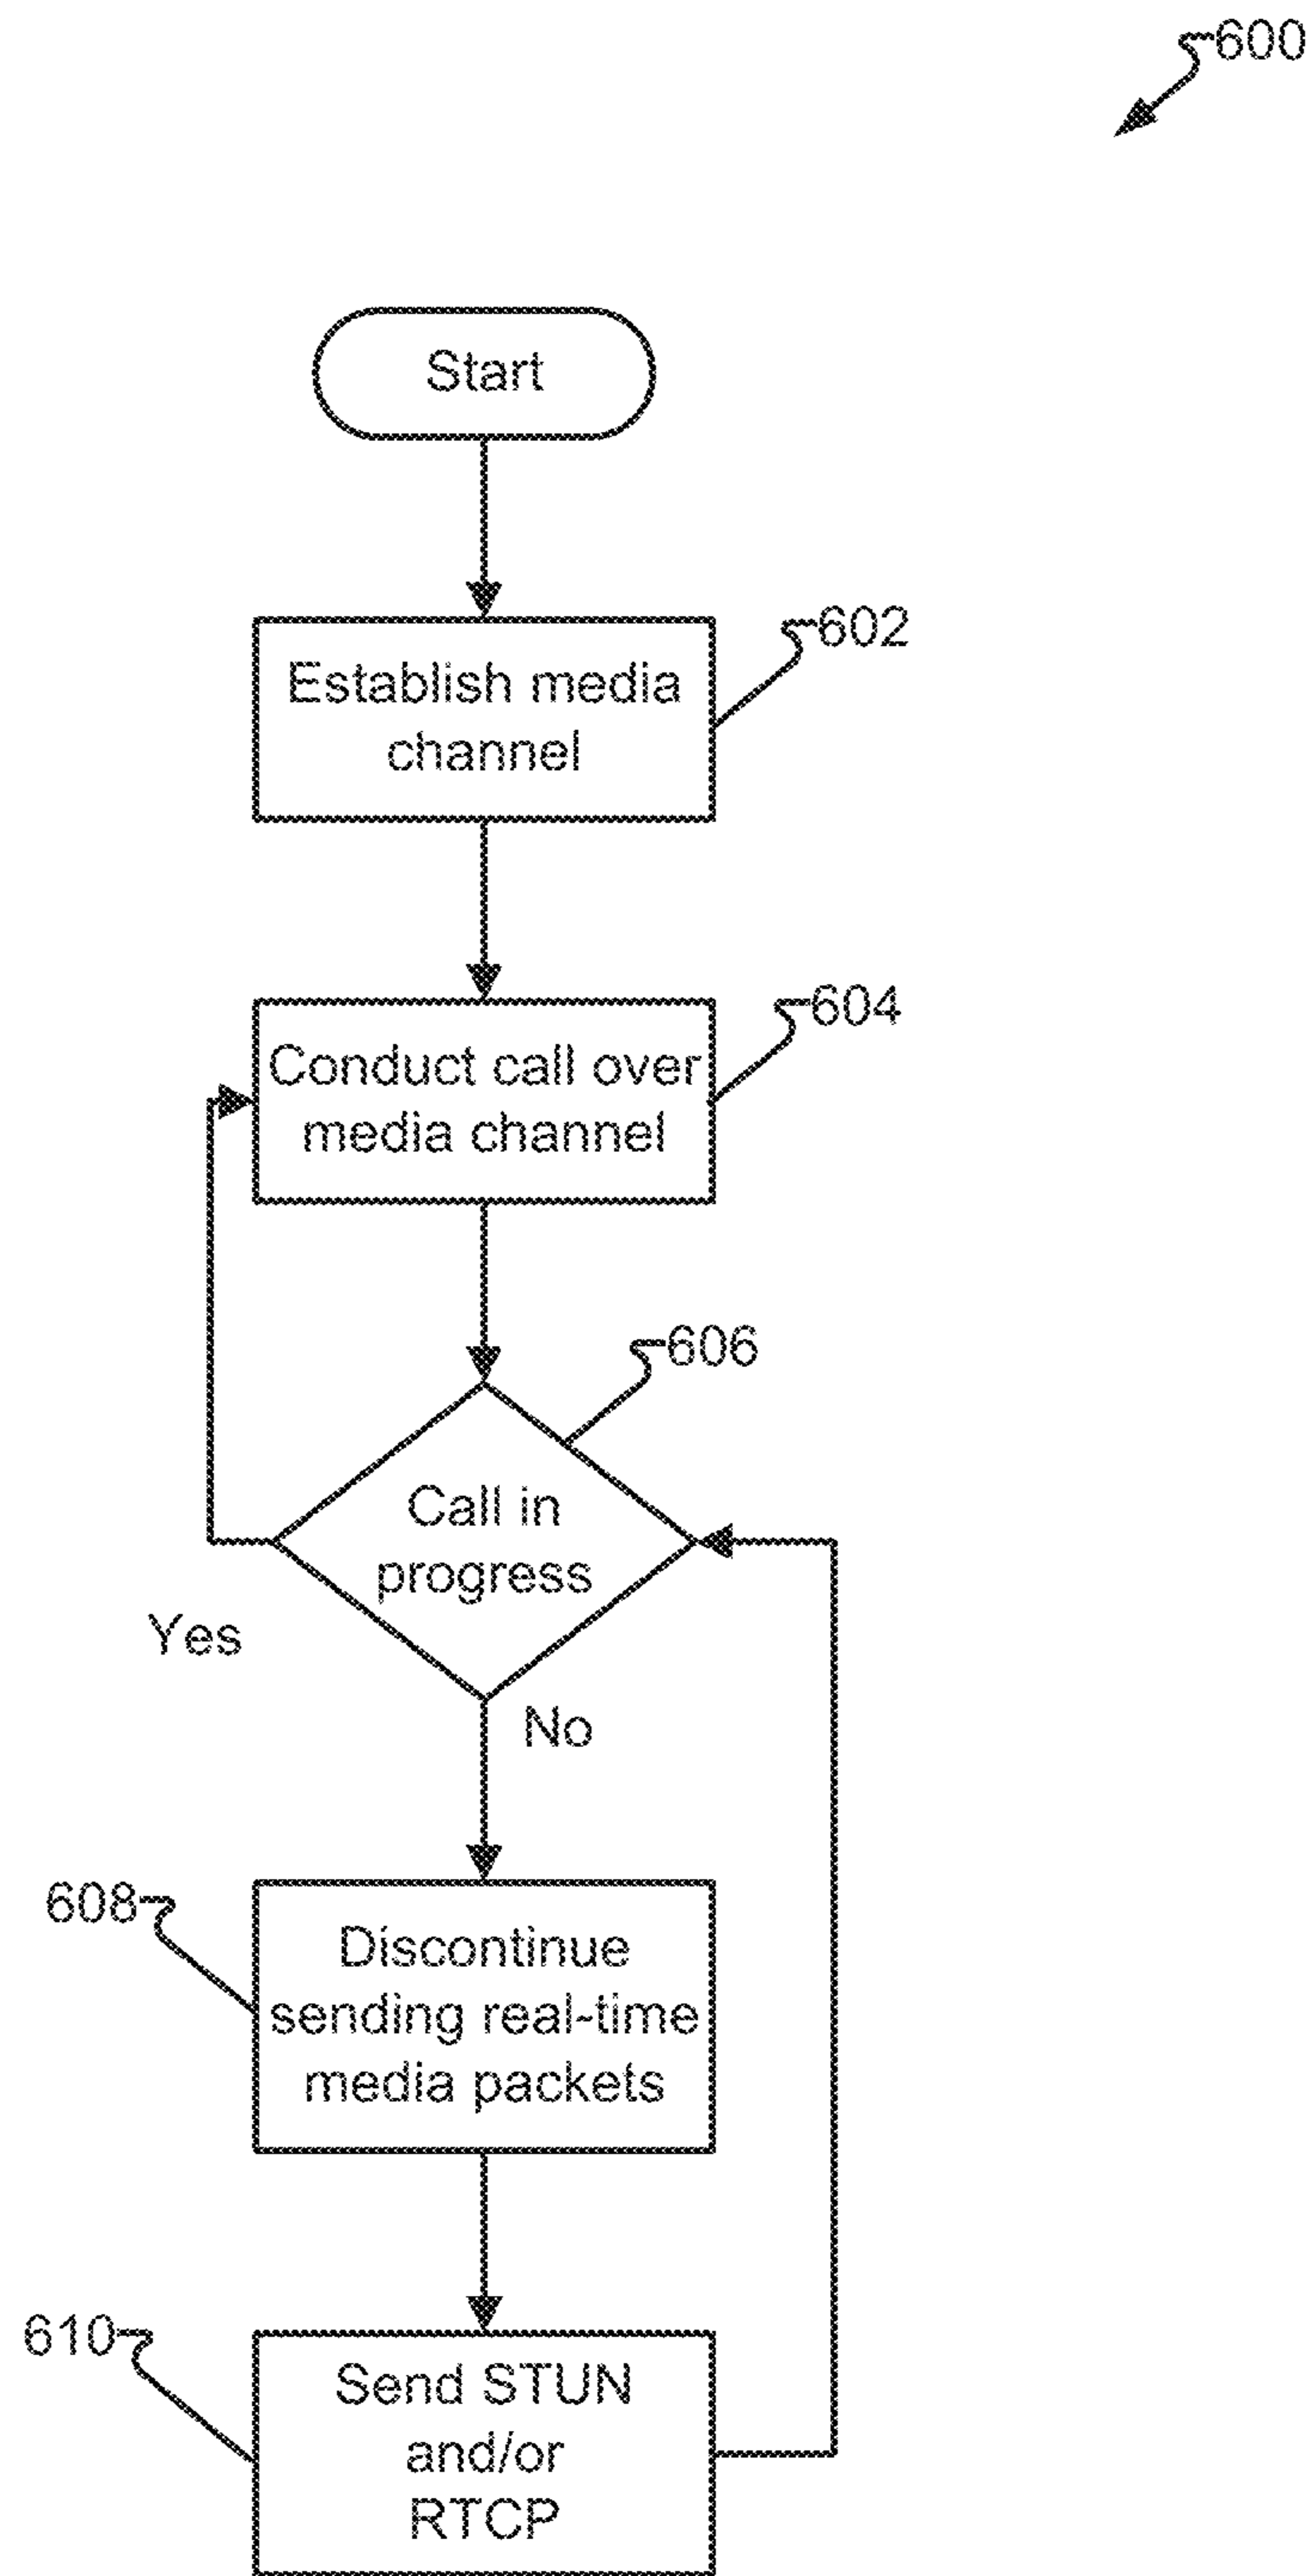 600
Start
Establish media
channel
602
Conduct call over
media channel
604
606
Call in
progress
Yes
No
608
Discontinue
sending real-time
media packets
610
Send STUN
and/or
RTCP